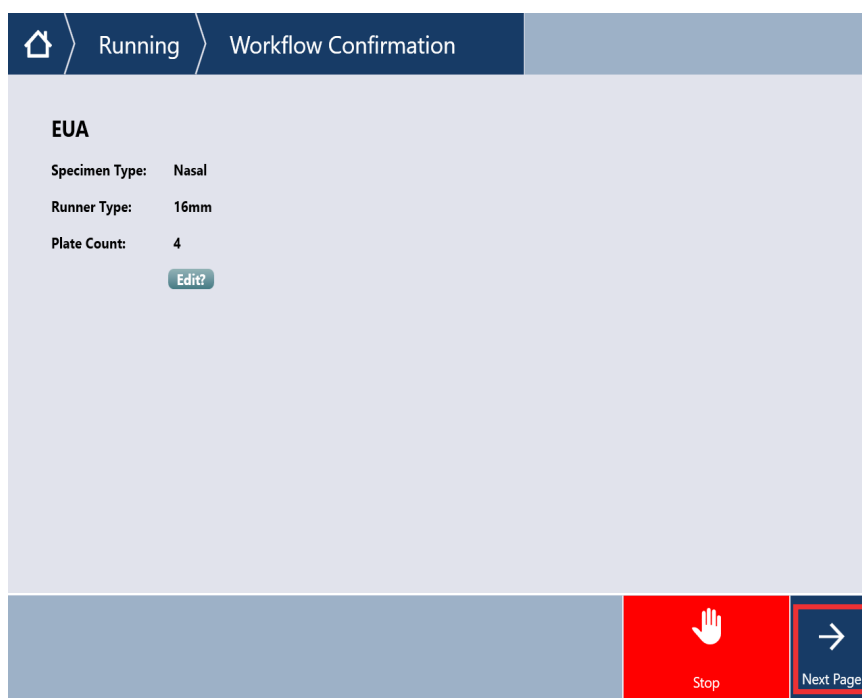 Running Workflow Confirmation
EUA
Specimen Type: Nasal
Runner Type: 16mm
Plate Count: 4
Edit?
Stop
Next Page